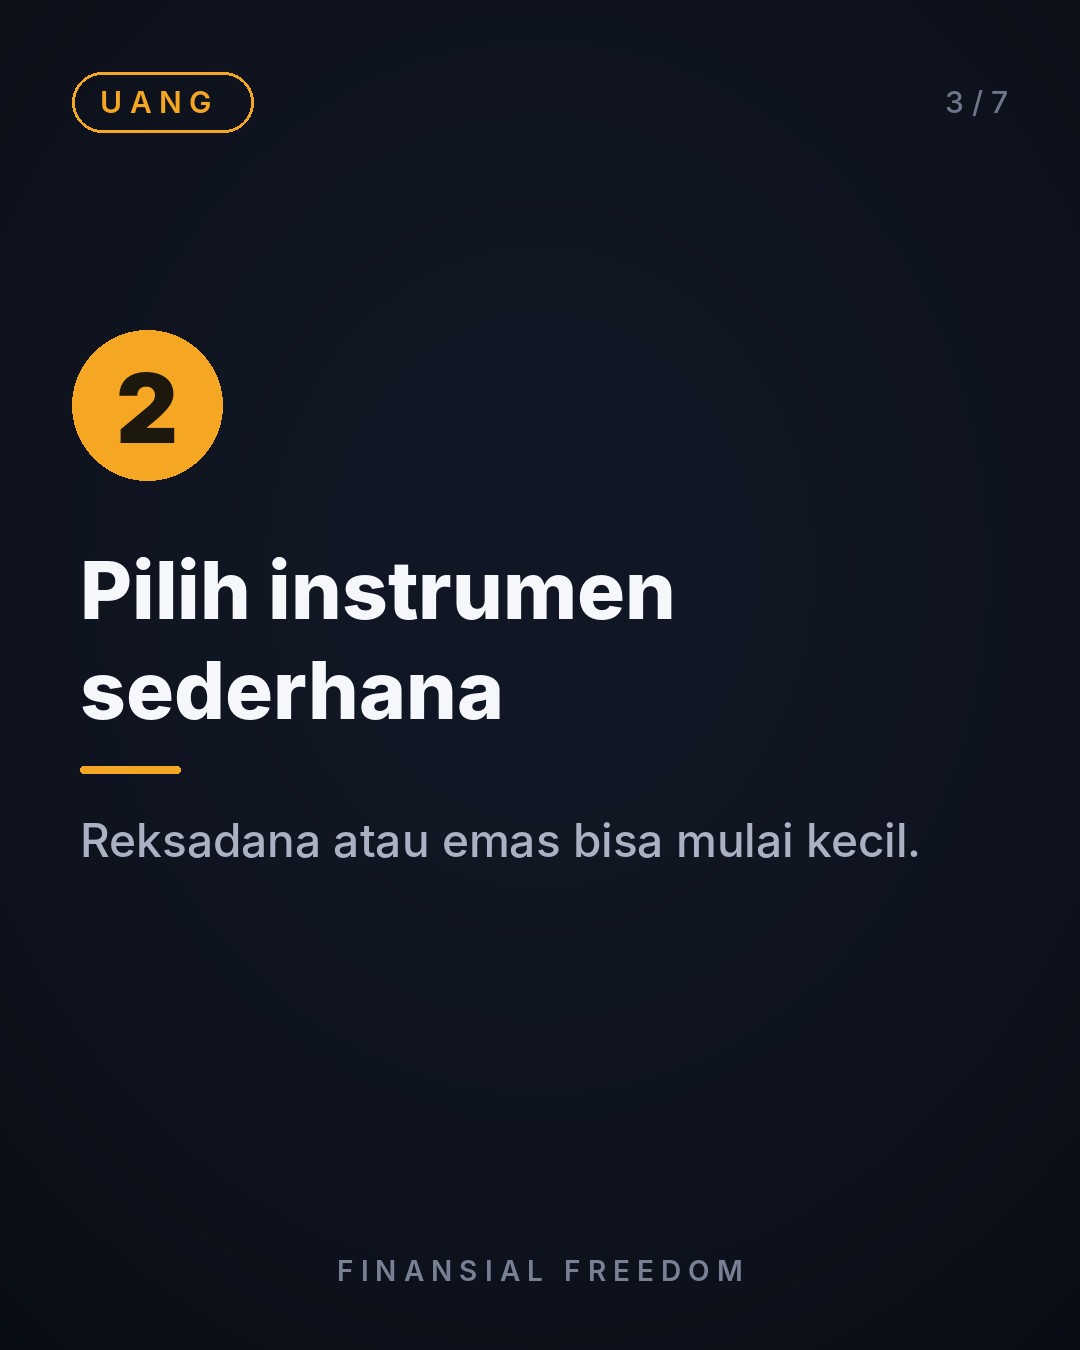 UANG
3 / 7
2
Pilih instrumen
sederhana
Reksadana atau emas bisa mulai kecil.
FINANSIAL FREEDOM